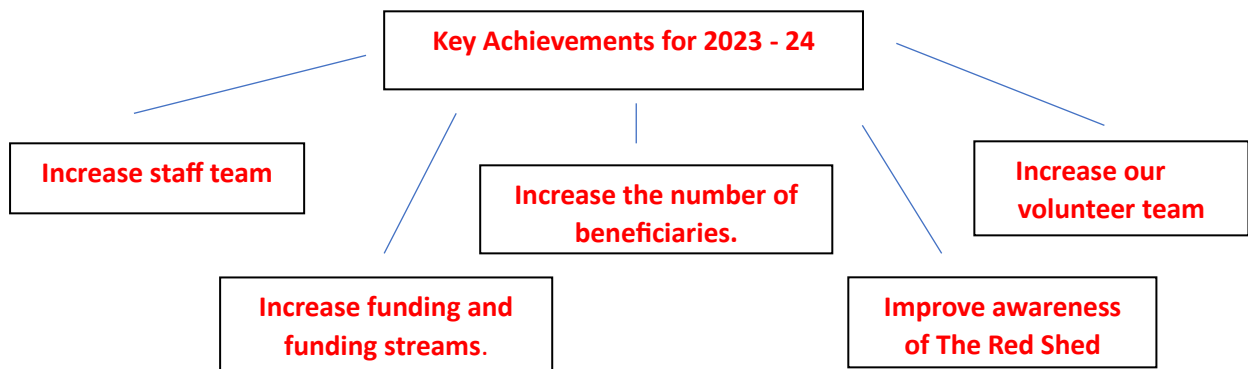 Key Achievements for 2023 - 24
Increase staff team
Increase funding and
funding streams.
Increase the number of
beneficiaries.
Improve awareness
of The Red Shed
Increase our
volunteer team